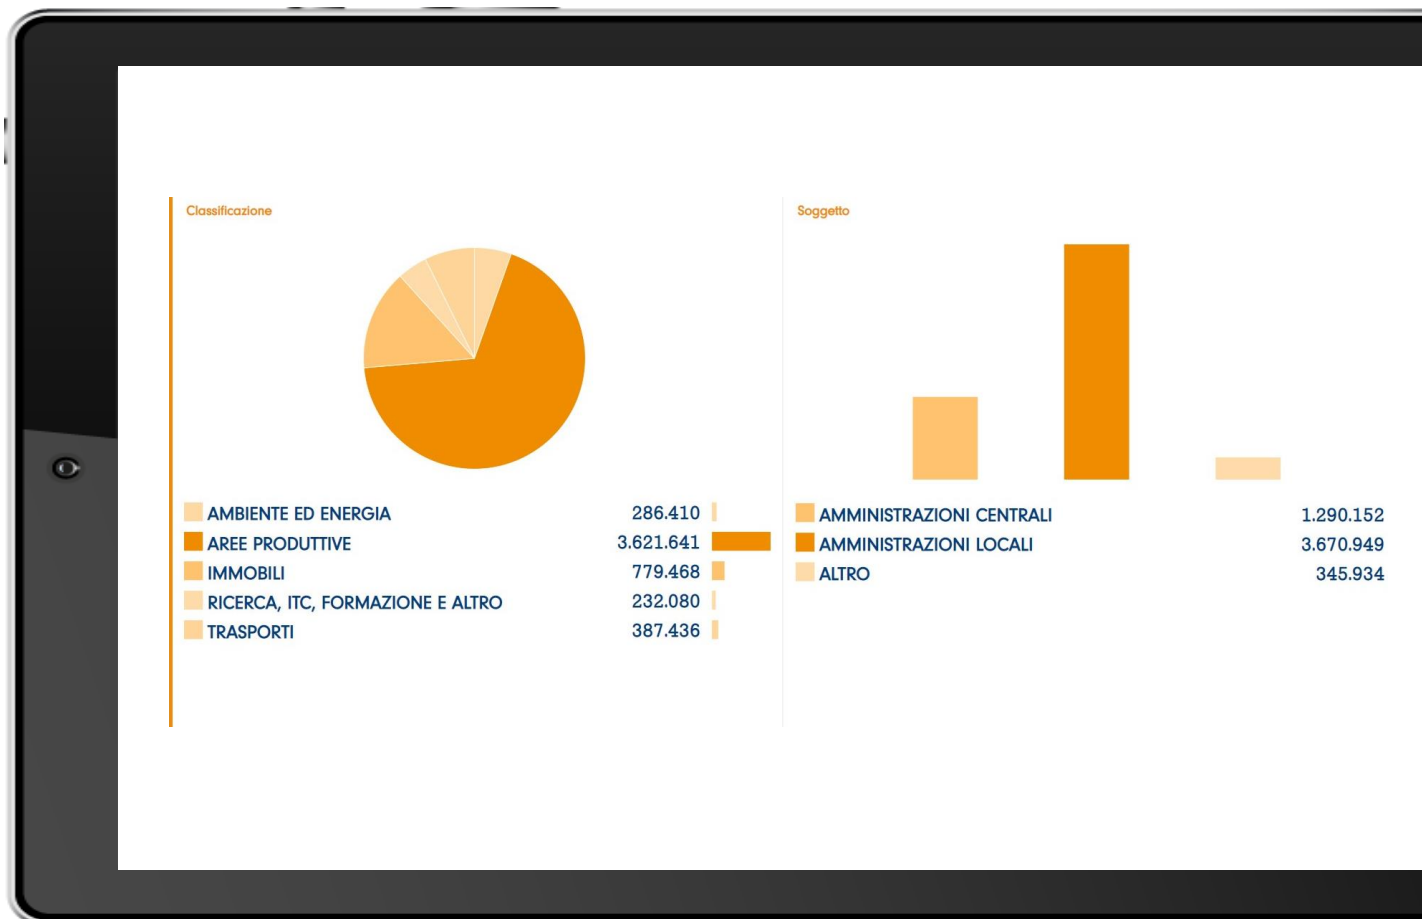 Classificazione
AMBIENTE ED ENERGIA 286.410
AREE PRODUTTIVE 3.621.641
IMMOBILI 779.468
RICERCA, ITC, FORMAZIONE E ALTRO 232.080
TRASPORTI 387.436
Soggetto
AMMINISTRAZIONI CENTRALI 1.290.152
AMMINISTRAZIONI LOCALI 3.670.949
ALTRO 345.934